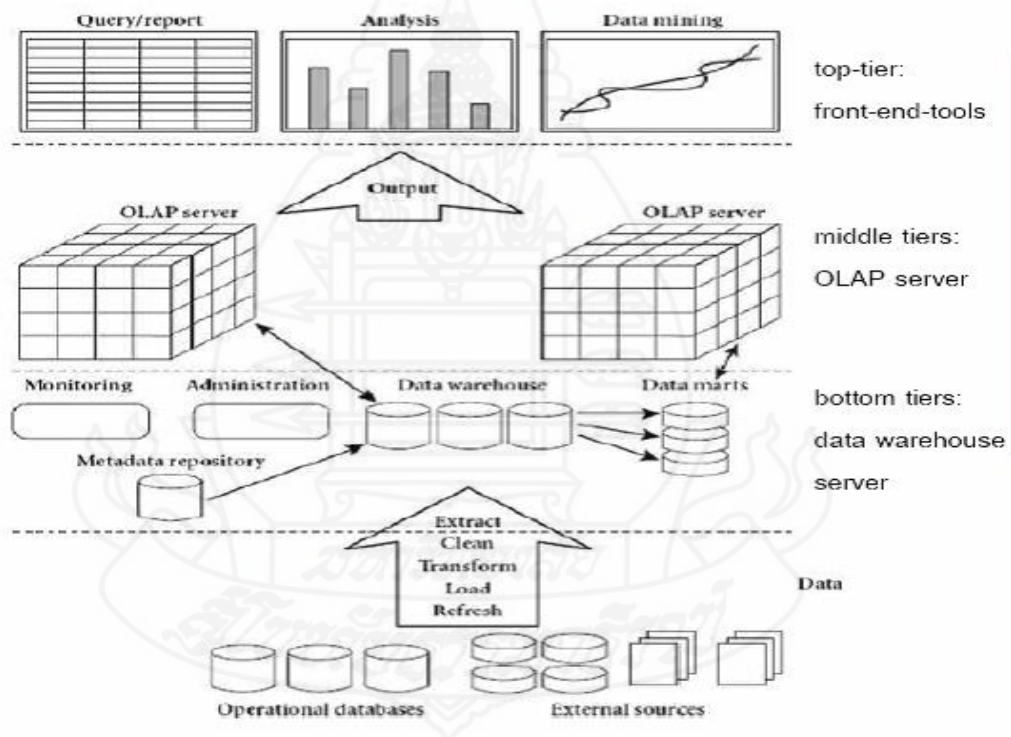 Query/report
Analysis
Data mining
top-tier:
front-end-tools
Output
OLAP server
OLAP server
middle tiers:
OLAP server
Monitoring
Administration
Data warehouse
Data marts
bottom tiers:
data warehouse
server
Metadata repository
Extract
Clean
Transform
Load
Refresh
Data
Operational databases
External sources